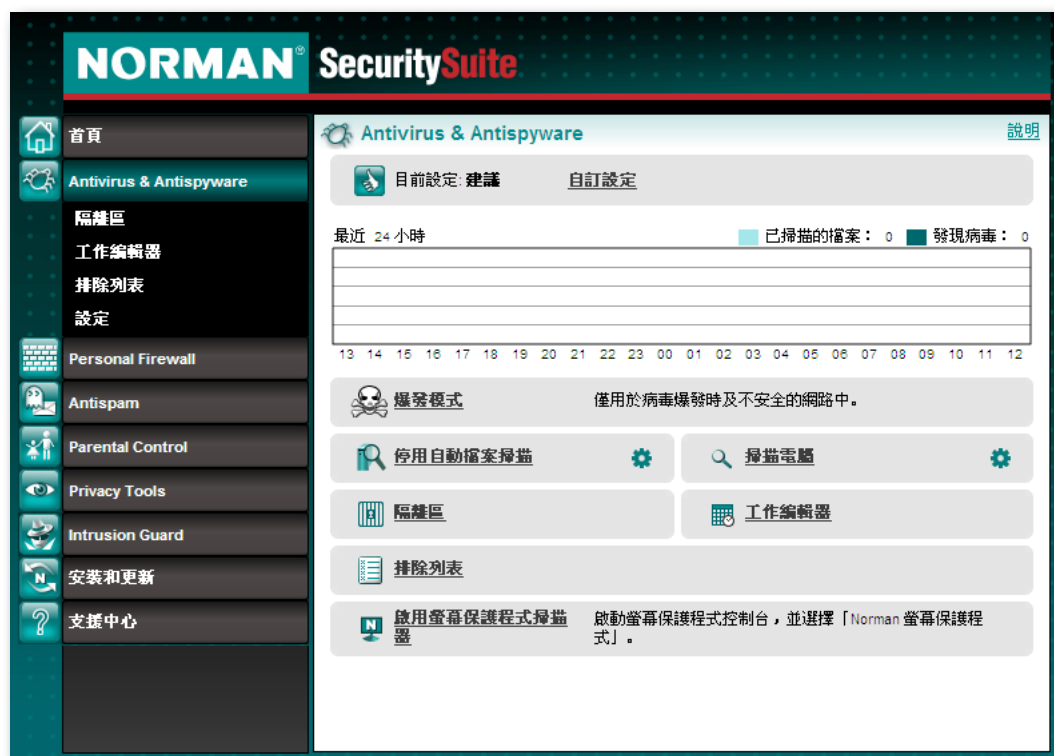 NORMAN® SecuritySuite
首頁
Antivirus & Antispyware
隔離區
工作編輯器
排除列表
設定
Personal Firewall
Antispam
Parental Control
Privacy Tools
Intrusion Guard
安裝和更新
支援中心
Antivirus & Antispyware
說明
目前設定: 建議 自訂設定
最近 24 小時 已掃描的檔案: 0 發現病毒: 0
13 14 15 16 17 18 19 20 21 22 23 00 01 02 03 04 05 06 07 08 09 10 11 12
爆發模式 僅用於病毒爆發時及不安全的網路中。
停用自動檔案掃描 掃描電腦
隔離區 工作編輯器
排除列表
啟用螢幕保護程式掃描 啟動螢幕保護程式控制台,並選擇「Norman 螢幕保護程
器 式」。